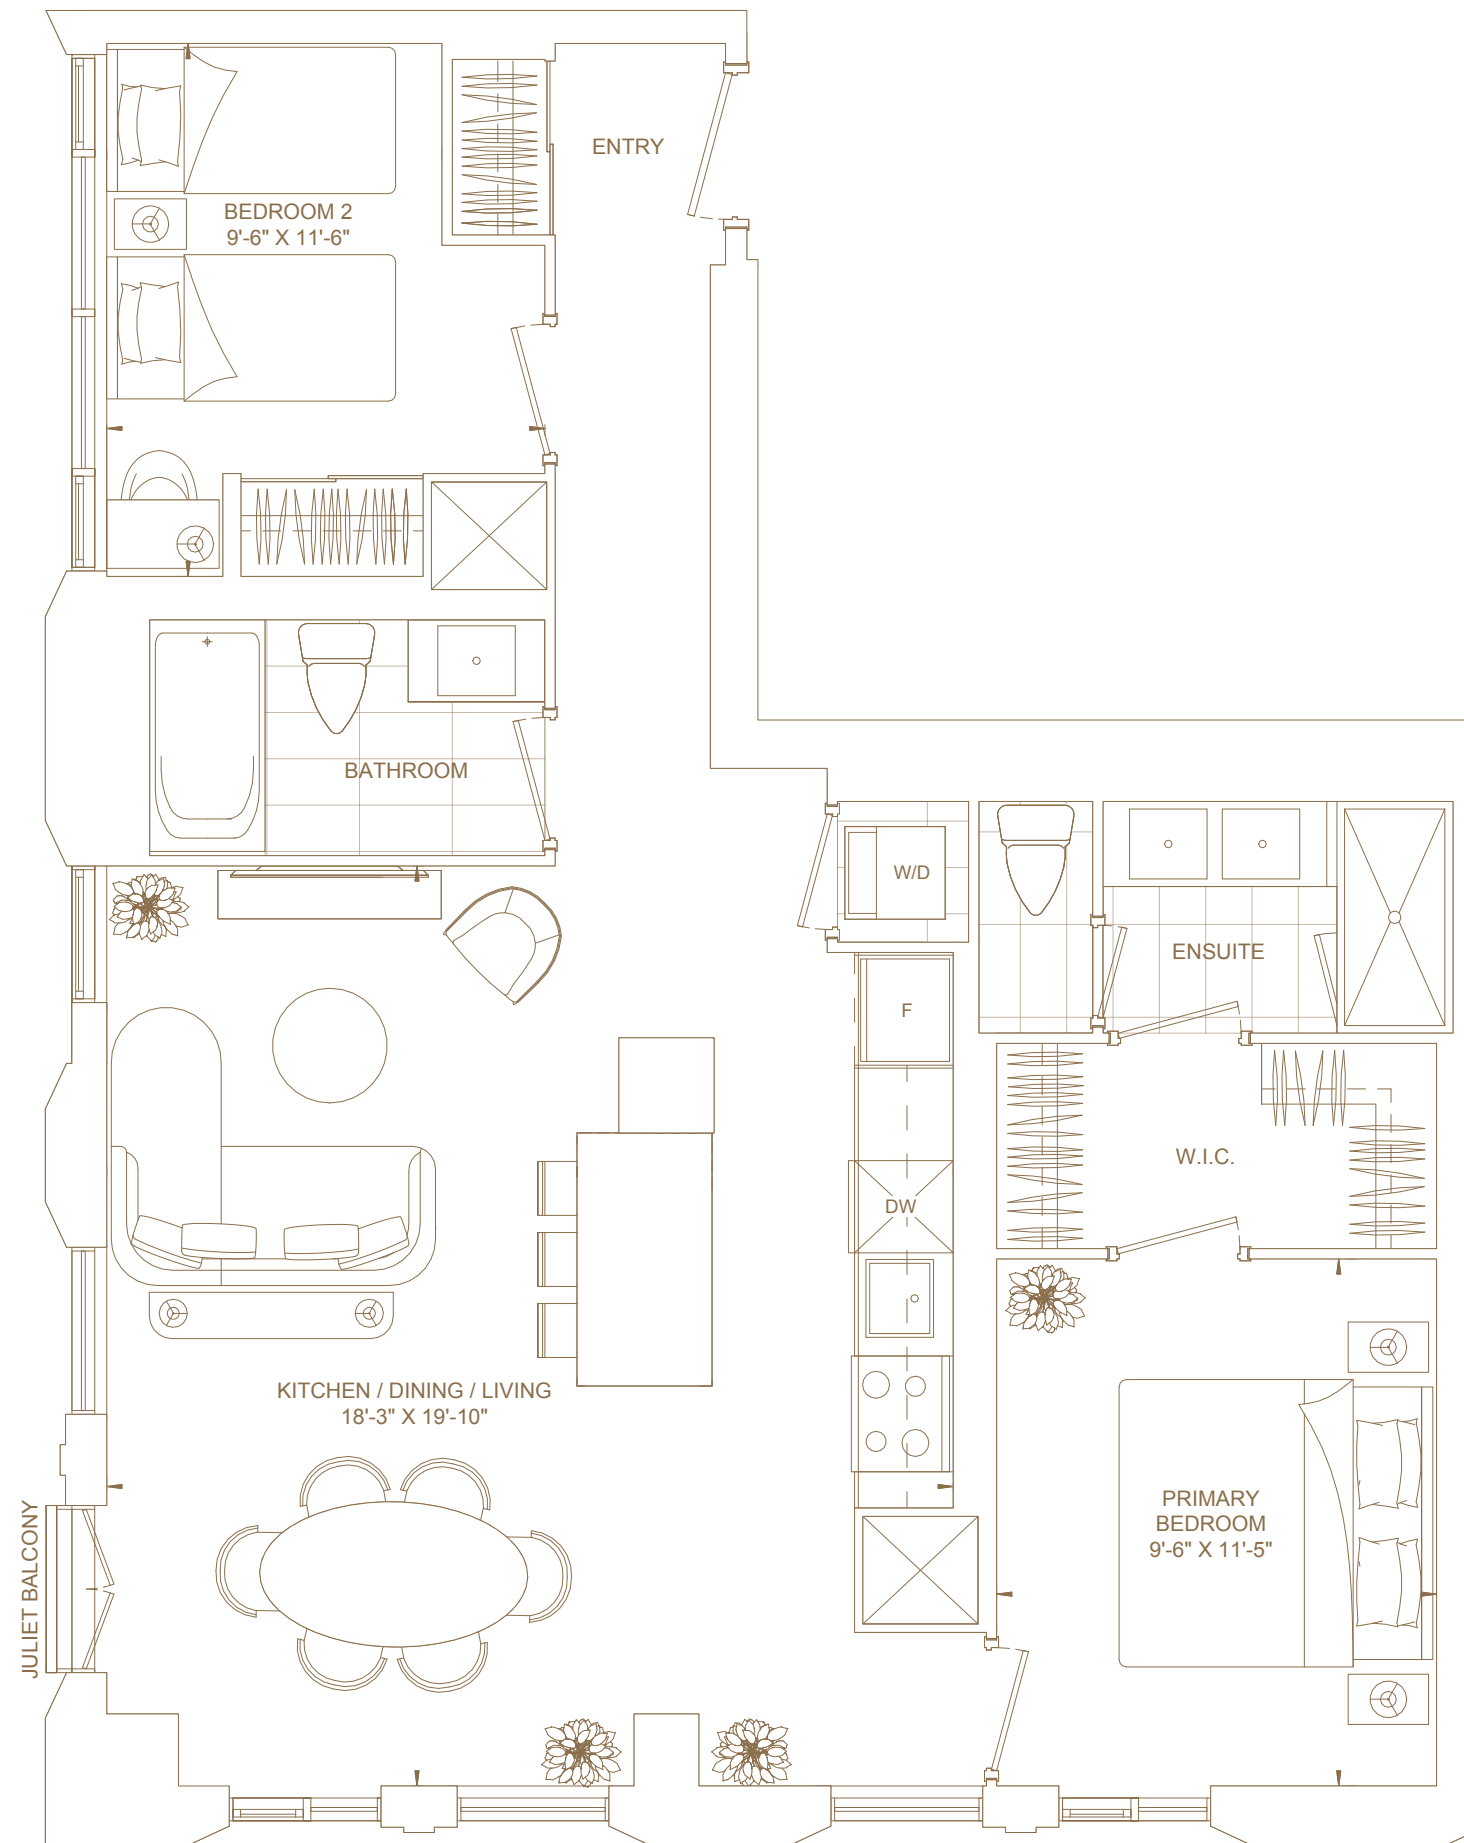 ENTRY
BEDROOM 2
9'-6" X 11'-6"
BATHROOM
W/D
ENSUITE
F
W.I.C.
DW
KITCHEN / DINING / LIVING
18'-3" X 19'-10"
PRIMARY
BEDROOM
9'-6" X 11'-5"
JULIET BALCONY